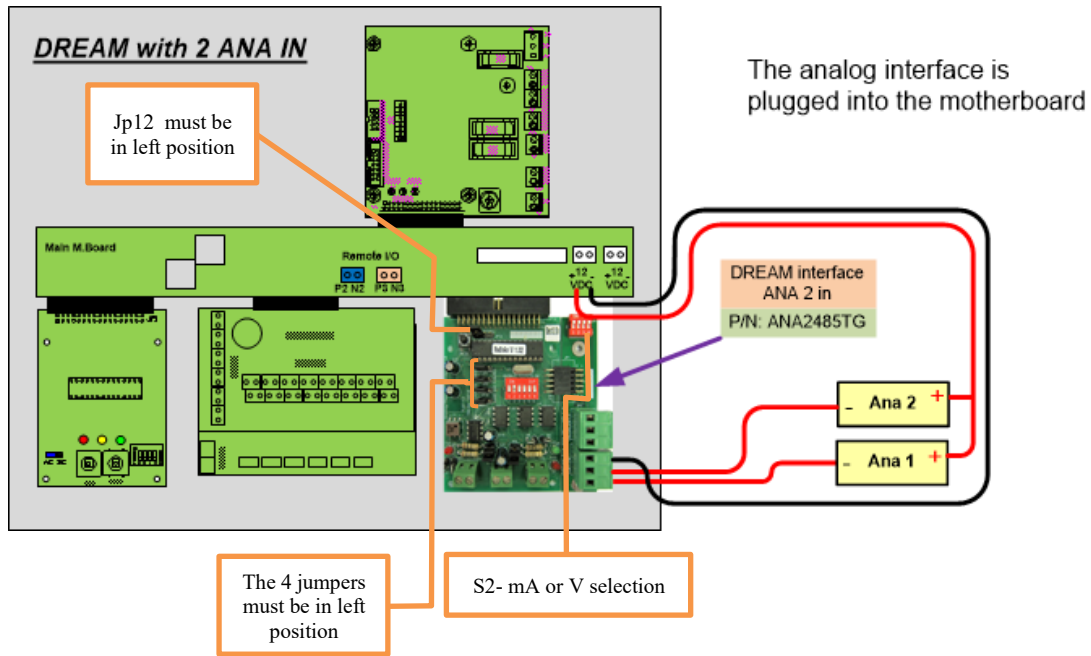 DREAM with 2 ANA IN
The analog interface is
plugged into the motherboard
Jp12 must be
in left position
Main M.Board
Remote I/O
P2 N2
P3 N3
+12 -
VDC
+12 -
VDC
DREAM interface
ANA 2 in
P/N: ANA2485TG
- Ana 2 +
- Ana 1 +
The 4 jumpers
must be in left
position
S2- mA or V selection